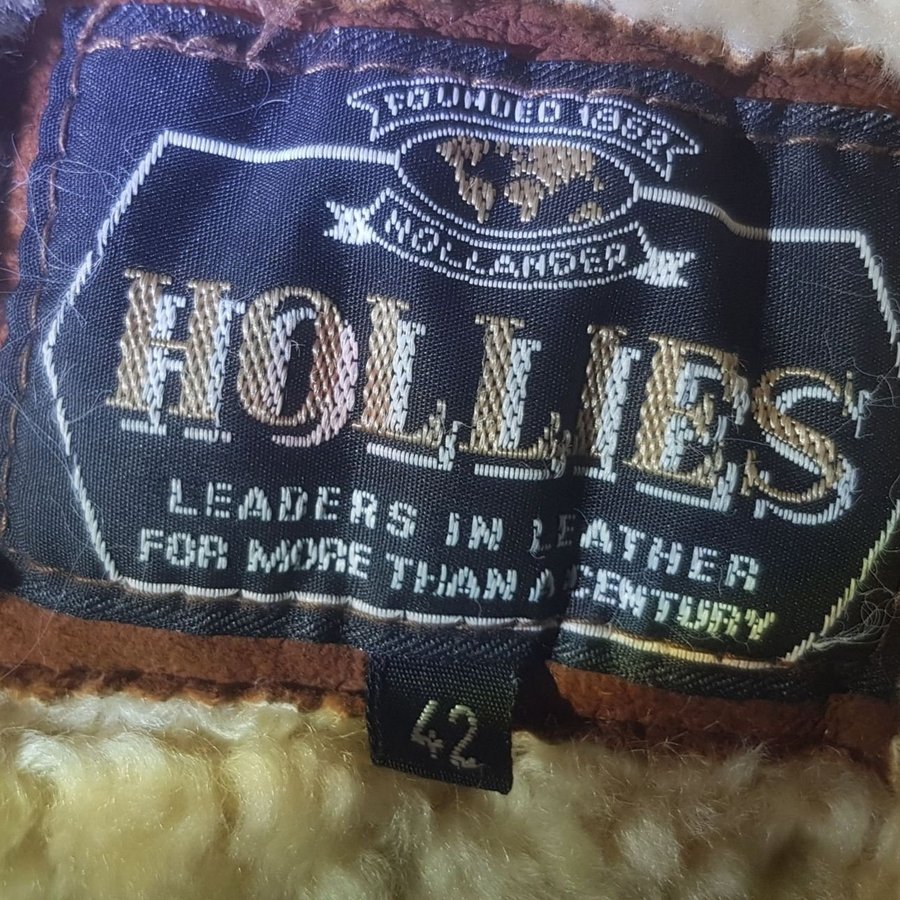 FOUNDED 1882
HOLLANDER
HOLLIES
LEADERS IN LEATHER
FOR MORE THAN A CENTURY
42